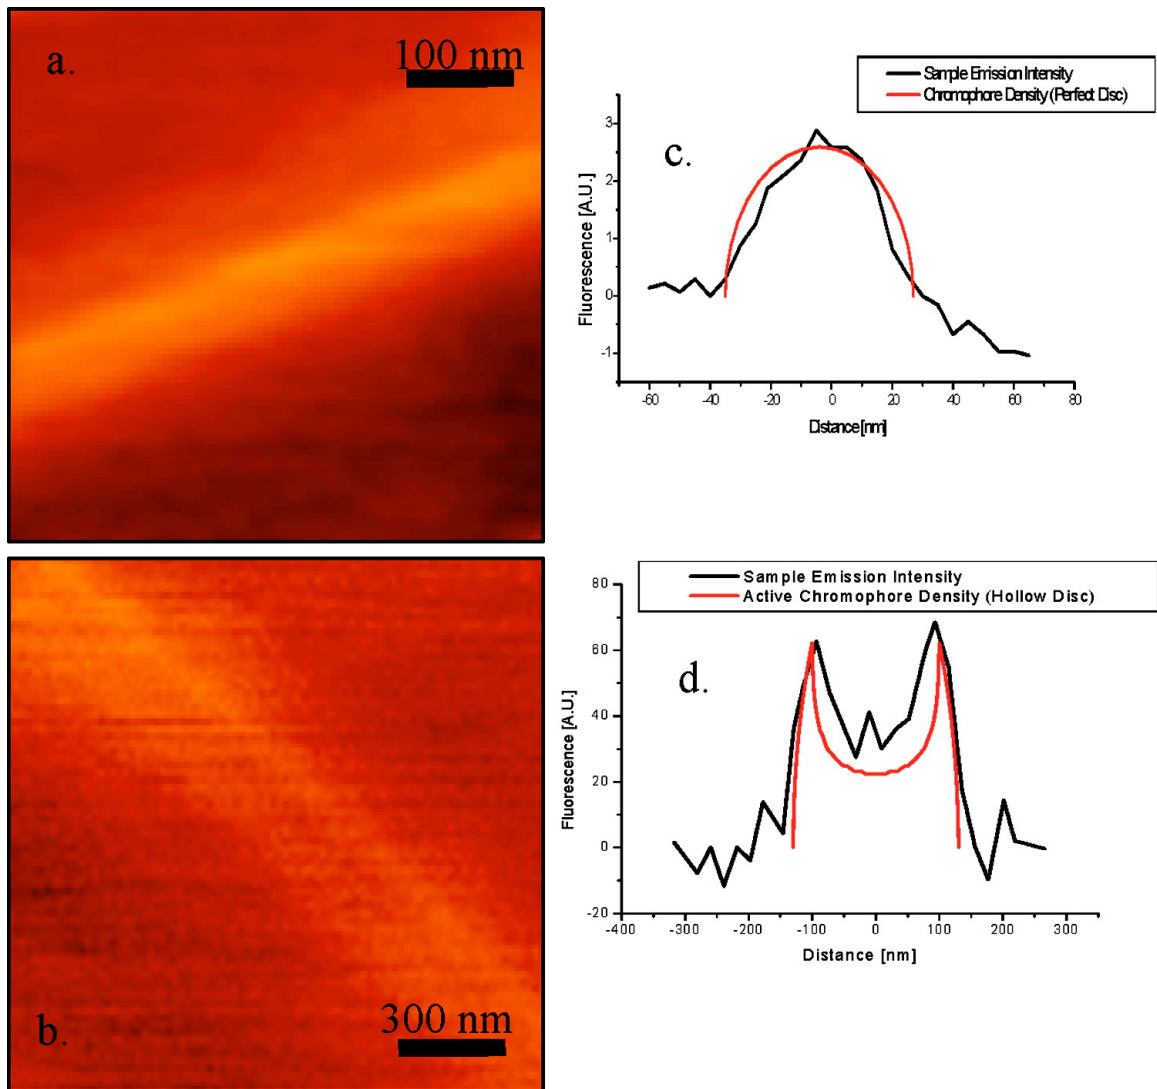 a.
100 nm
Sample Emission Intensity
Chromophore Density (Perfect Disc)
c.
3
2
1
0
-1
Fluorescence [A.U.]
-60 -40 -20 0 20 40 60 80
Distance [nm]
b.
300 nm
Sample Emission Intensity
Active Chromophore Density (Hollow Disc)
d.
80
60
40
20
0
-20
Fluorescence [A.U.]
-400 -300 -200 -100 0 100 200 300
Distance [nm]